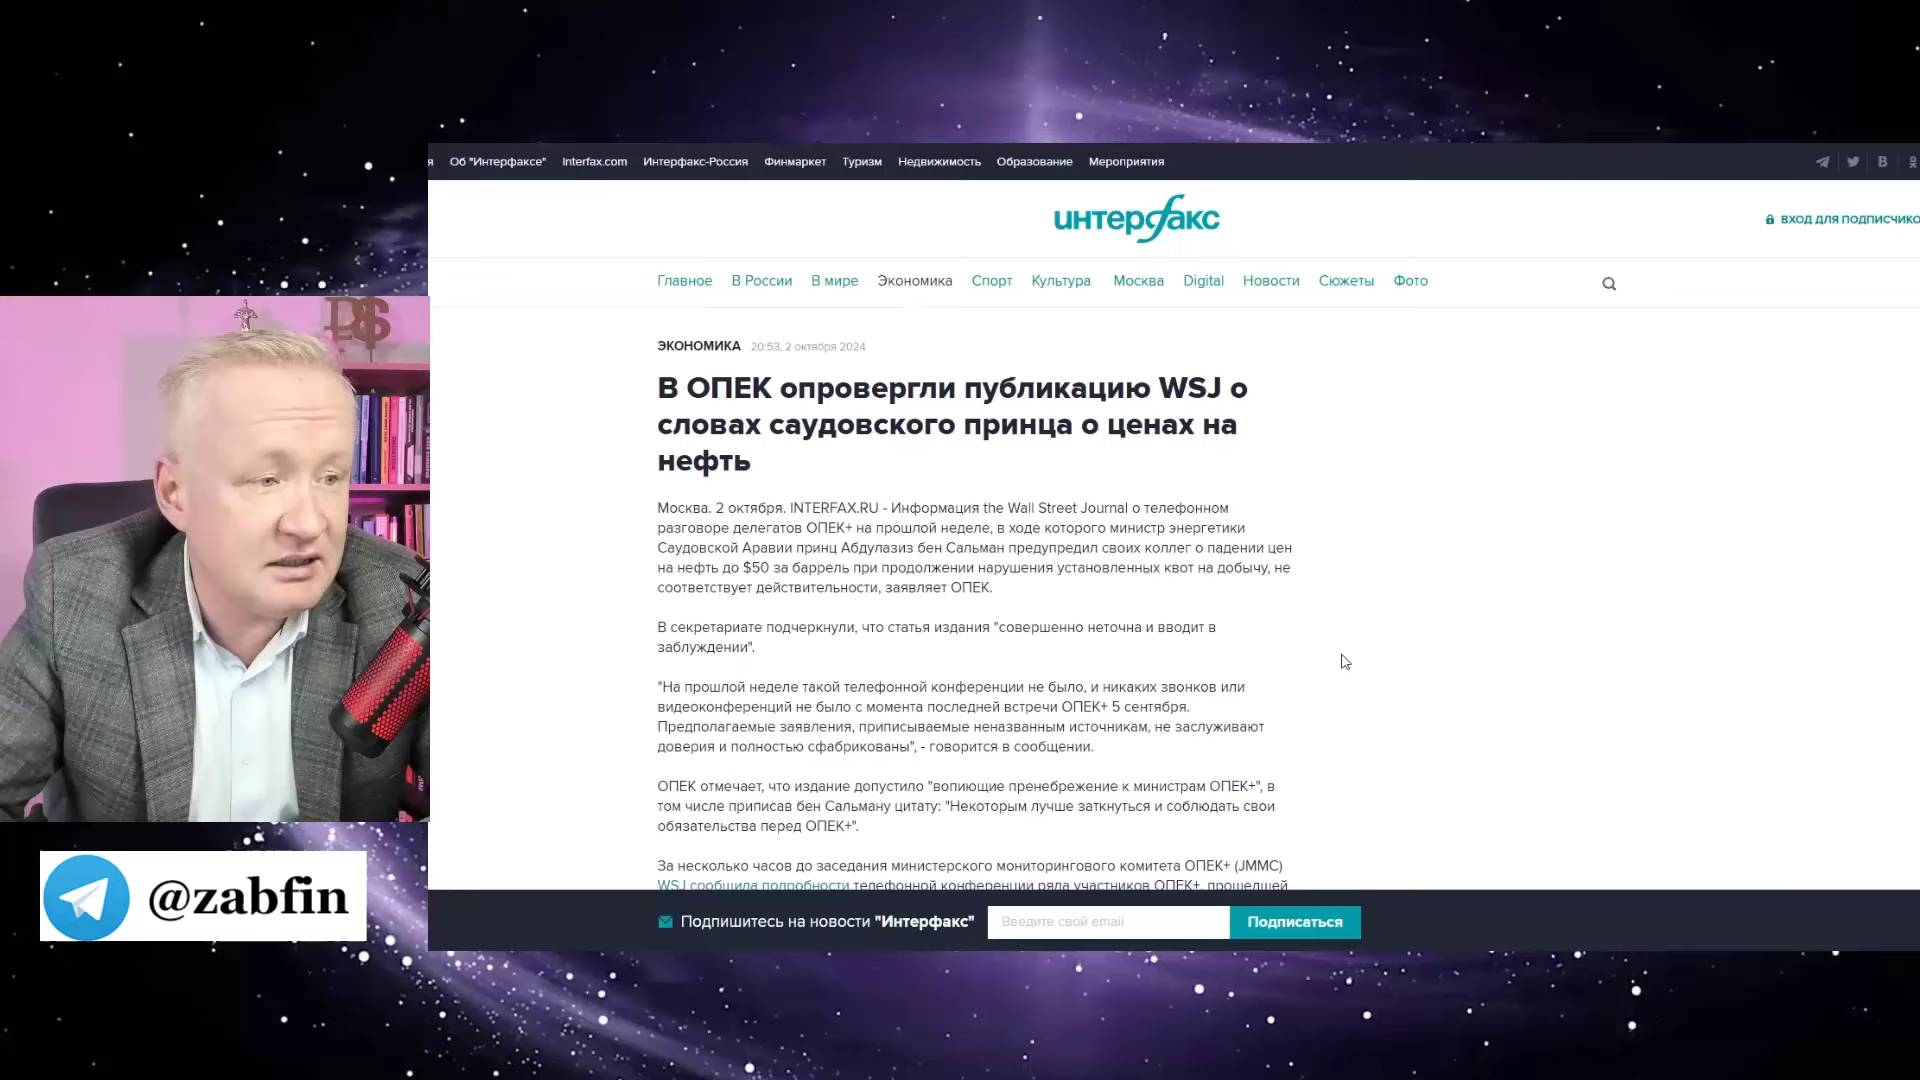 Об "Интерфаксе" Interfax.com Интерфакс-Россия Финмаркет Туризм Недвижимость Образование Мероприятия
интерфакс
ВХОД ДЛЯ ПОДПИСЧИКО
Главное В России В мире Экономика Спорт Культура Москва Digital Новости Сюжеты Фото
ЭКОНОМИКА 20:53, 2 октября 2024
В ОПЕК опровергли публикацию WSJ о
словах саудовского принца о ценах на
нефть
Москва. 2 октября. INTERFAX.RU - Информация the Wall Street Journal о телефонном
разговоре делегатов ОПЕК+ на прошлой неделе, в ходе которого министр энергетики
Саудовской Аравии принц Абдулазиз бен Сальман предупредил своих коллег о падении цен
на нефть до $50 за баррель при продолжении нарушения установленных квот на добычу, не
соответствует действительности, заявляет ОПЕК.
В секретариате подчеркнули, что статья издания "совершенно неточна и вводит в
заблуждении".
"На прошлой неделе такой телефонной конференции не было, и никаких звонков или
видеоконференций не было с момента последней встречи ОПЕК+ 5 сентября.
Предполагаемые заявления, приписываемые неназванным источникам, не заслуживают
доверия и полностью сфабрикованы", - говорится в сообщении.
ОПЕК отмечает, что издание допустило "вопиющие пренебрежение к министрам ОПЕК+", в
том числе приписав бен Сальману цитату: "Некоторым лучше заткнуться и соблюдать свои
обязательства перед ОПЕК+".
За несколько часов до заседания министерского мониторингового комитета ОПЕК+ (JMMC)
WSJ сообщила подробности телефонной конференции ряда участников ОПЕК+, прошедшей
Подпишитесь на новости "Интерфакс" Введите свой email Подписаться
@zabfin